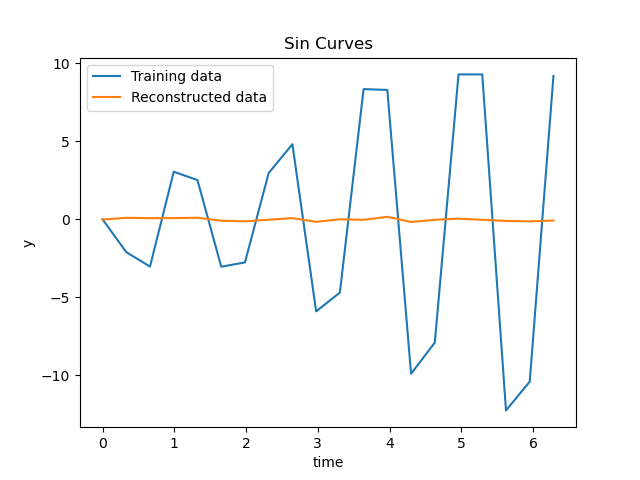 Sin Curves
Training data
Reconstructed data
10
5
0
−5
−10
y
0 1 2 3 4 5 6
time